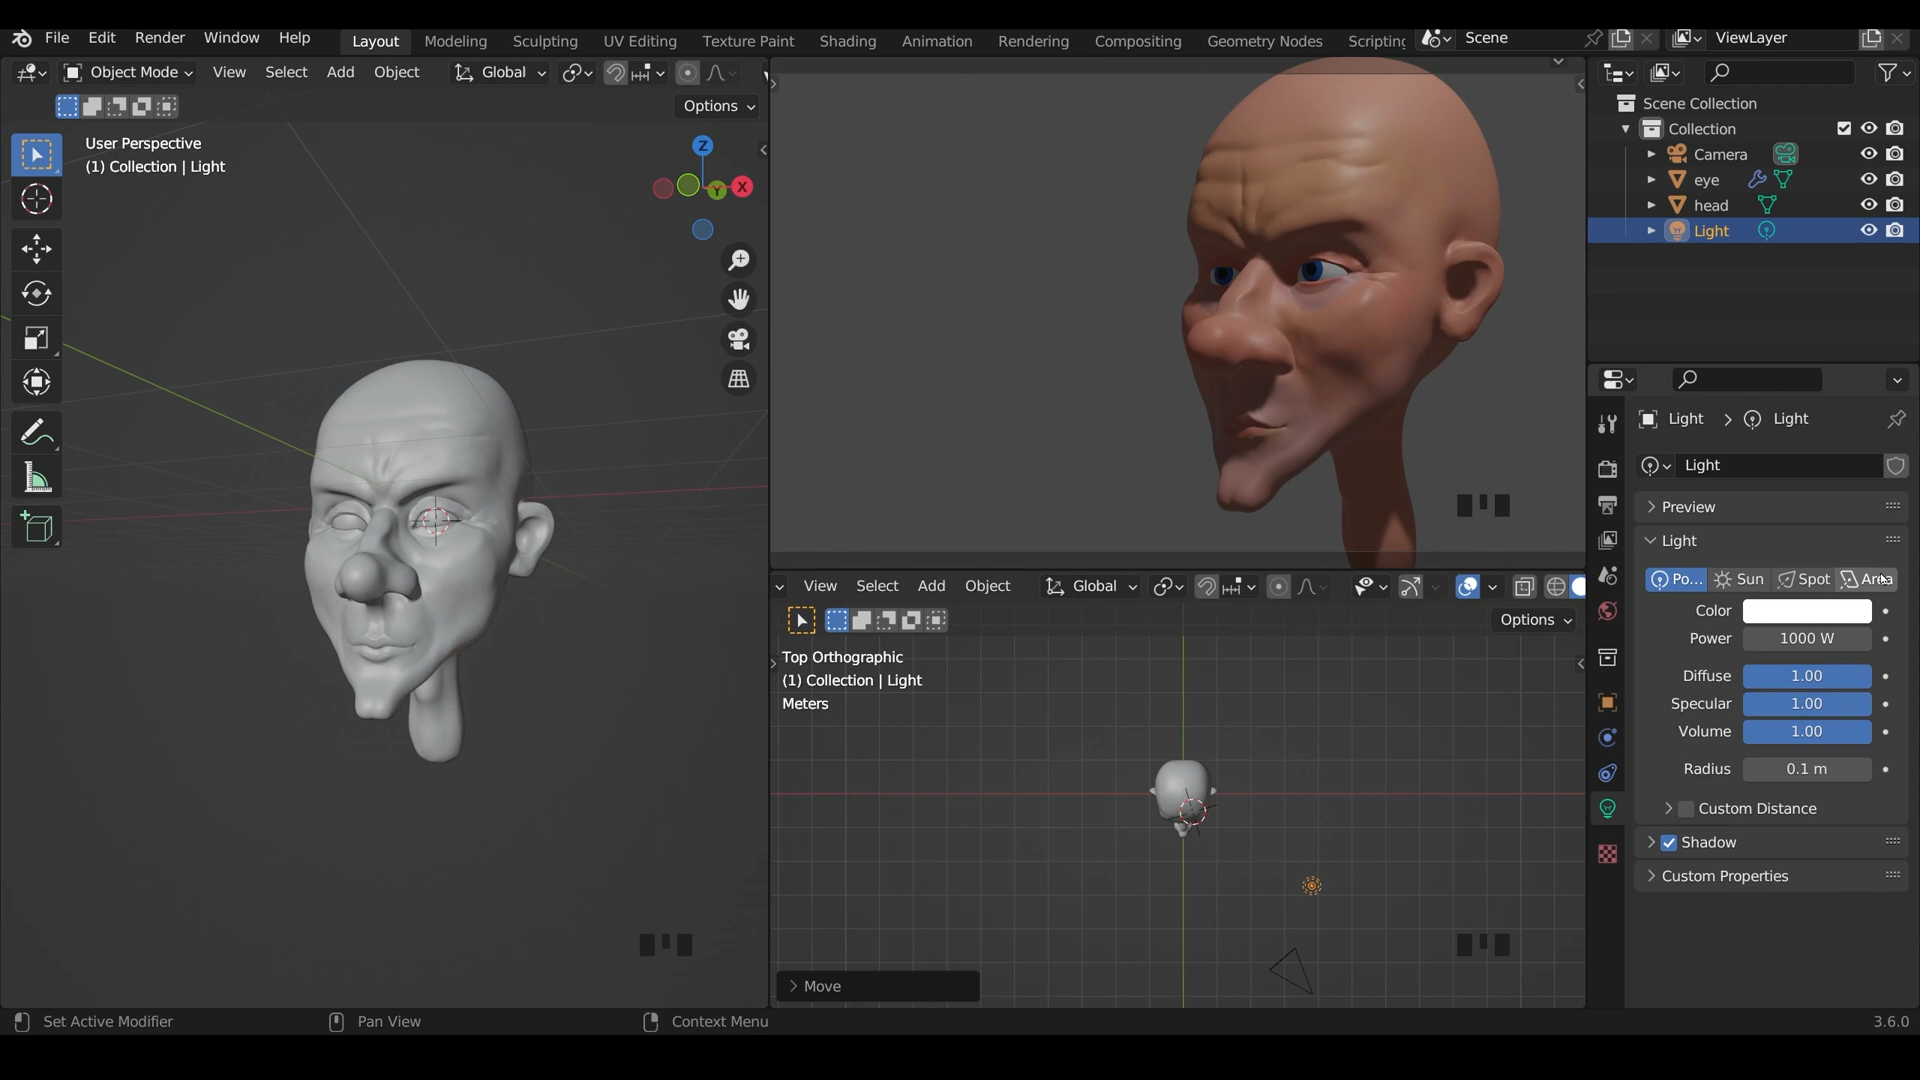 File Edit Render Window Help Layout Modeling Sculpting UV Editing Texture Paint Shading Animation Rendering Compositing Geometry Nodes Scripting Scene ViewLayer
Object Mode View Select Add Object Global
Options
User Perspective
(1) Collection | Light
Z
X
Y
Scene Collection
Collection
Camera
eye
head
Light
Light > Light
Light
Preview
Light
Po... Sun Spot Area
Color
Power 1000 W
Diffuse 1.00
Specular 1.00
Volume 1.00
Radius 0.1 m
Custom Distance
Shadow
Custom Properties
View Select Add Object Global
Options
Top Orthographic
(1) Collection | Light
Meters
Move
Set Active Modifier Pan View Context Menu 3.6.0